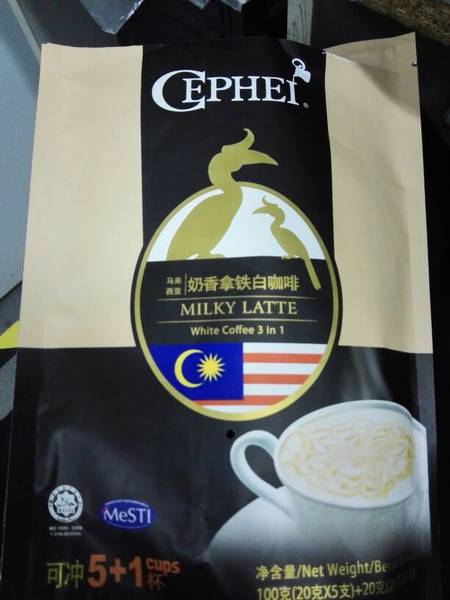 CEPHEI®
马来
西亚
奶香拿铁白咖啡
MILKY LATTE
White Coffee 3 in 1
MeSTI
可冲 5+1 cups
杯
净含量/Net Weight/
100克(20克X5支)+20克